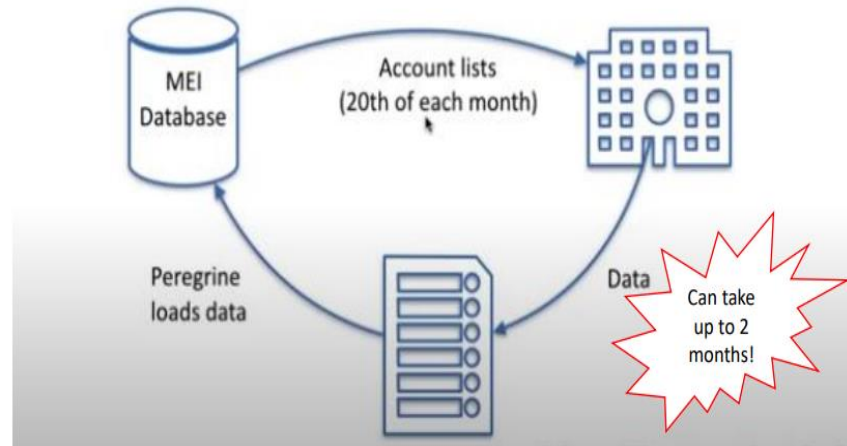 MEI
Database
Account lists
(20th of each month)
Peregrine
loads data
Data
Can take
up to 2
months!